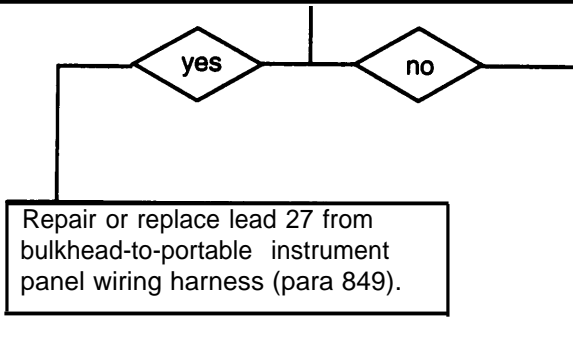 yes
no
Repair or replace lead 27 from
bulkhead-to-portable instrument
panel wiring harness (para 849).